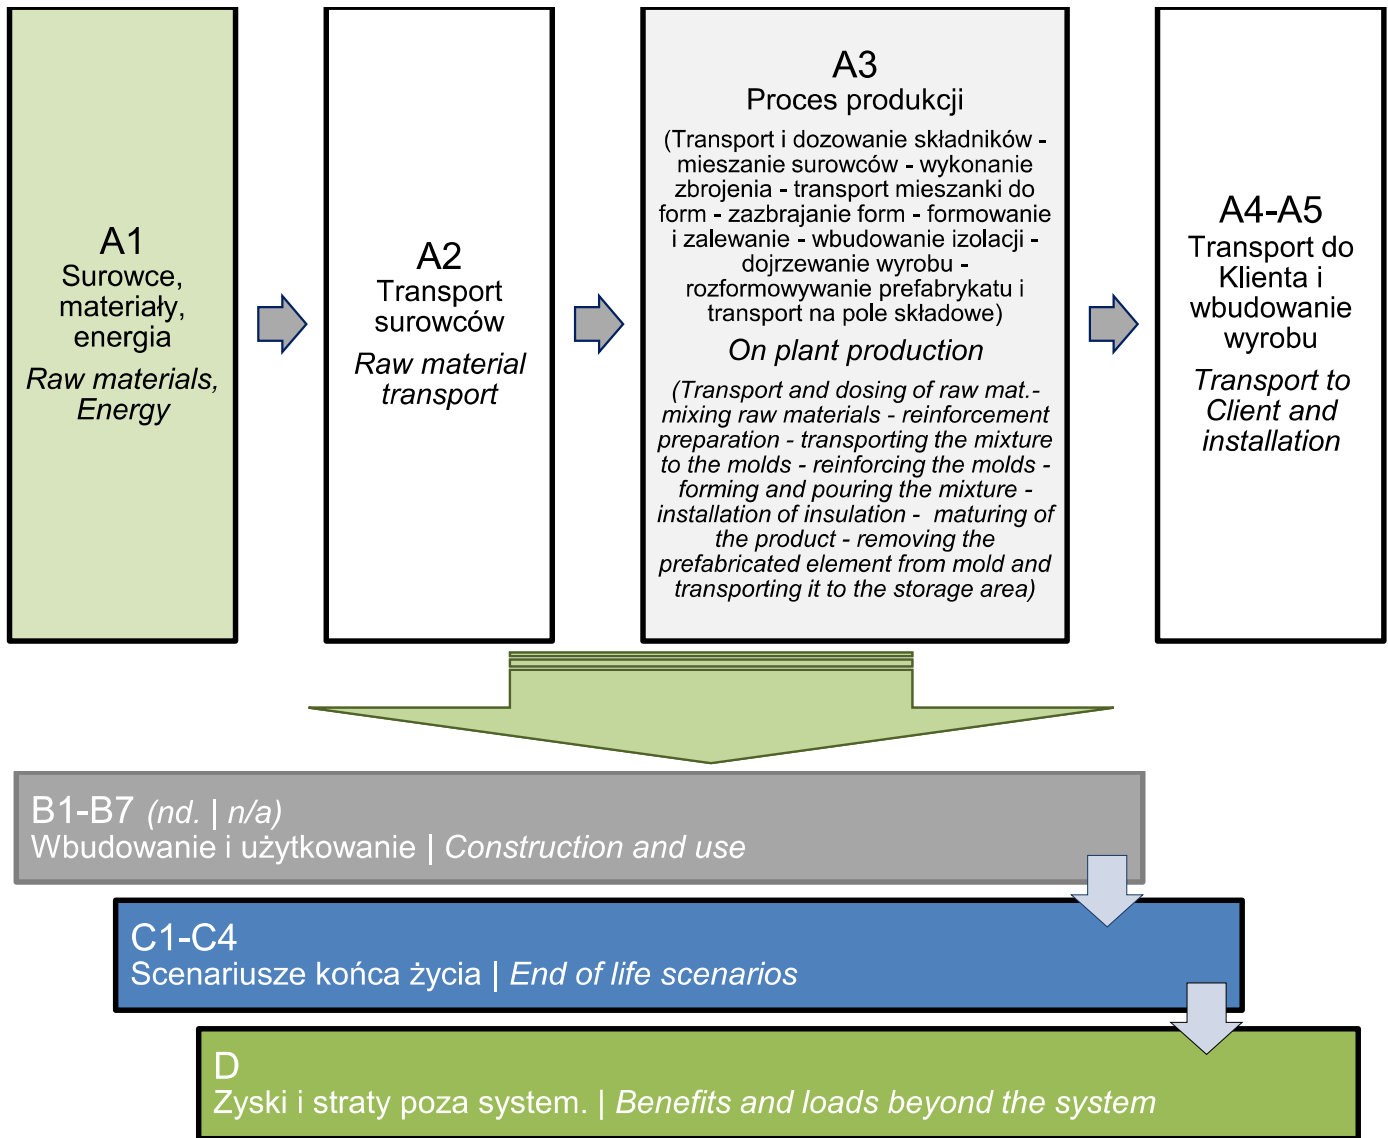 A1
Surowce,
materiały,
energia
Raw materials,
Energy
A2
Transport
surowców
Raw material
transport
A3
Proces produkcji
(Transport i dozowanie składników -
mieszanie surowców - wykonanie
zbrojenia - transport mieszanki do
form - zazbrajanie form - formowanie
i zalewanie - wbudowanie izolacji -
dojrzewanie wyrobu -
rozformowywanie prefabrykatu i
transport na pole składowe)
On plant production
(Transport and dosing of raw mat.-
mixing raw materials - reinforcement
preparation - transporting the mixture
to the molds - reinforcing the molds -
forming and pouring the mixture -
installation of insulation - maturing of
the product - removing the
prefabricated element from mold and
transporting it to the storage area)
A4-A5
Transport do
Klienta i
wbudowanie
wyrobu
Transport to
Client and
installation
B1-B7 (nd. | n/a)
Wbudowanie i użytkowanie | Construction and use
C1-C4
Scenariusze końca życia | End of life scenarios
D
Zyski i straty poza system. | Benefits and loads beyond the system